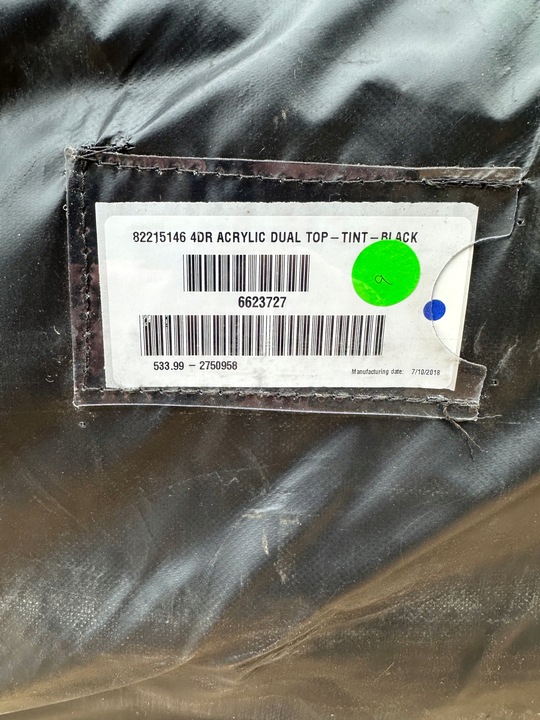 82215146 4DR ACRYLIC DUAL TOP-TINT-BLACK
6623727
533.99 - 2750958
Manufacturing date: 7/10/2018